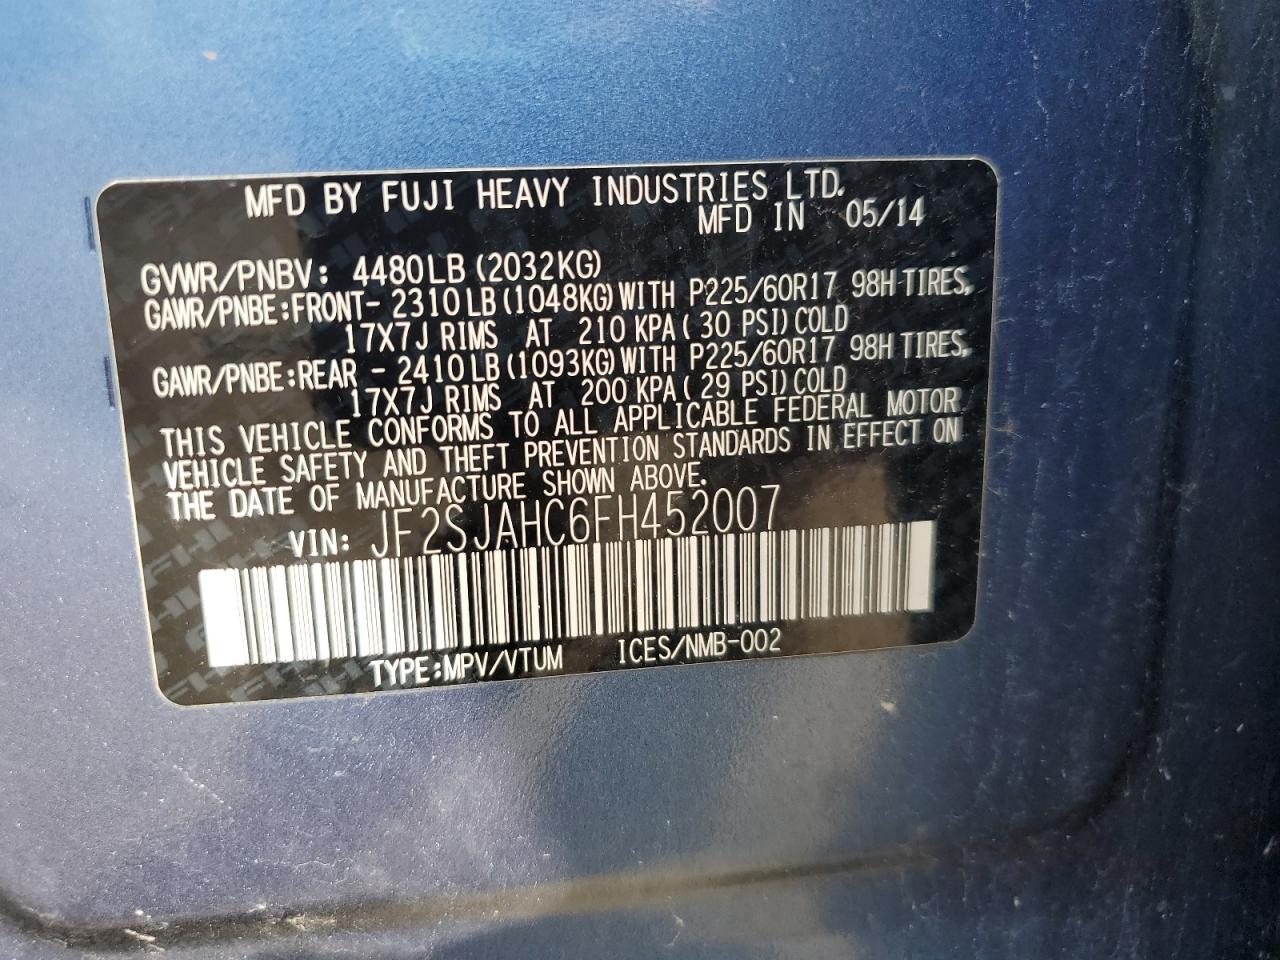 MFD BY FUJI HEAVY INDUSTRIES LTD.
MFD IN 05/14
GVWR/PNBV: 4480LB (2032KG)
GAWR/PNBE:FRONT- 2310LB (1048KG) WITH P225/60R17 98H TIRES,
17X7J RIMS AT 210 KPA ( 30 PSI) COLD
GAWR/PNBE:REAR - 2410LB (1093KG) WITH P225/60R17 98H TIRES,
17X7J RIMS AT 200 KPA ( 29 PSI) COLD
THIS VEHICLE CONFORMS TO ALL APPLICABLE FEDERAL MOTOR
VEHICLE SAFETY AND THEFT PREVENTION STANDARDS IN EFFECT ON
THE DATE OF MANUFACTURE SHOWN ABOVE.
VIN: JF2SJAHC6FH452007
TYPE:MPV/VTUM ICES/NMB-002